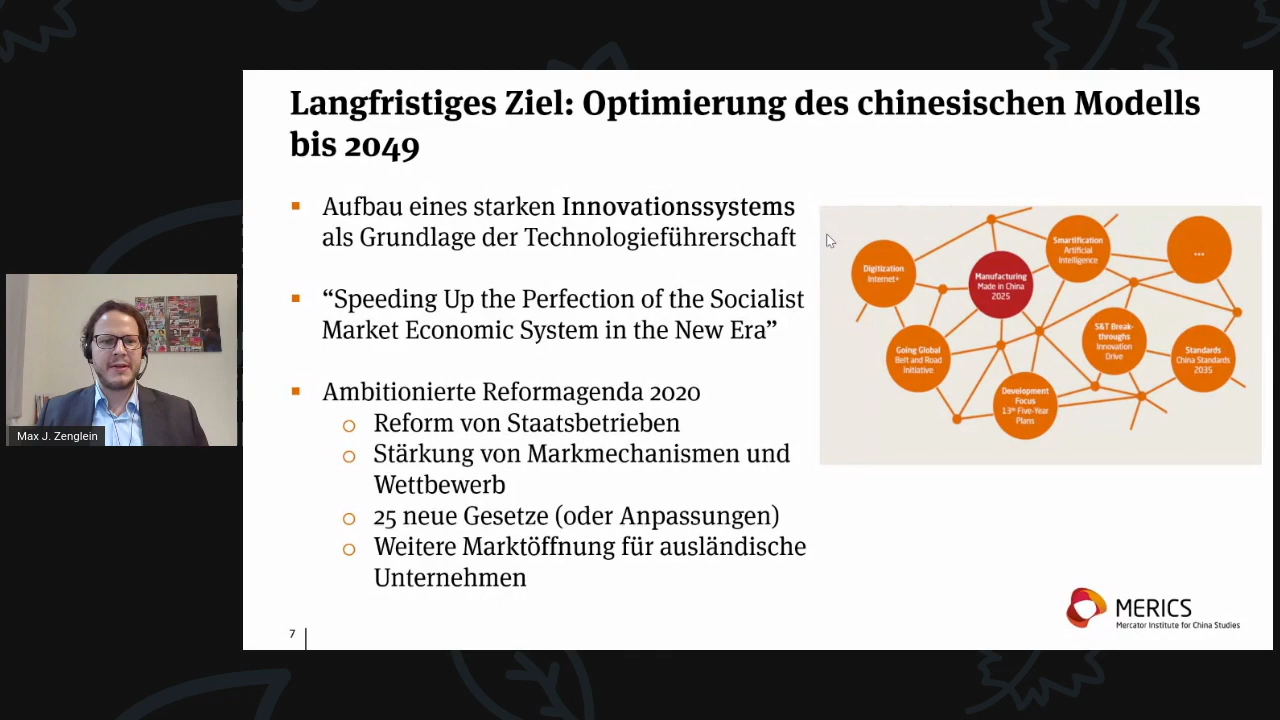 Langfristiges Ziel: Optimierung des chinesischen Modells
bis 2049
Aufbau eines starken Innovationssystems
als Grundlage der Technologieführerschaft
“Speeding Up the Perfection of the Socialist
Market Economic System in the New Era”
Ambitionierte Reformagenda 2020
Reform von Staatsbetrieben
Stärkung von Markmechanismen und
Wettbewerb
25 neue Gesetze (oder Anpassungen)
Weitere Marktöffnung für ausländische
Unternehmen
Digitization
Internet+
Manufacturing
Made in China
2025
Smartification
Artificial
Intelligence
...
Going Global
Belt and Road
Initiative
S&T Break-
throughs
Innovation
Drive
Standards
China Standards
2035
Development
Focus
13th Five-Year
Plans
Max J. Zenglein
7
MERICS
Mercator Institute for China Studies